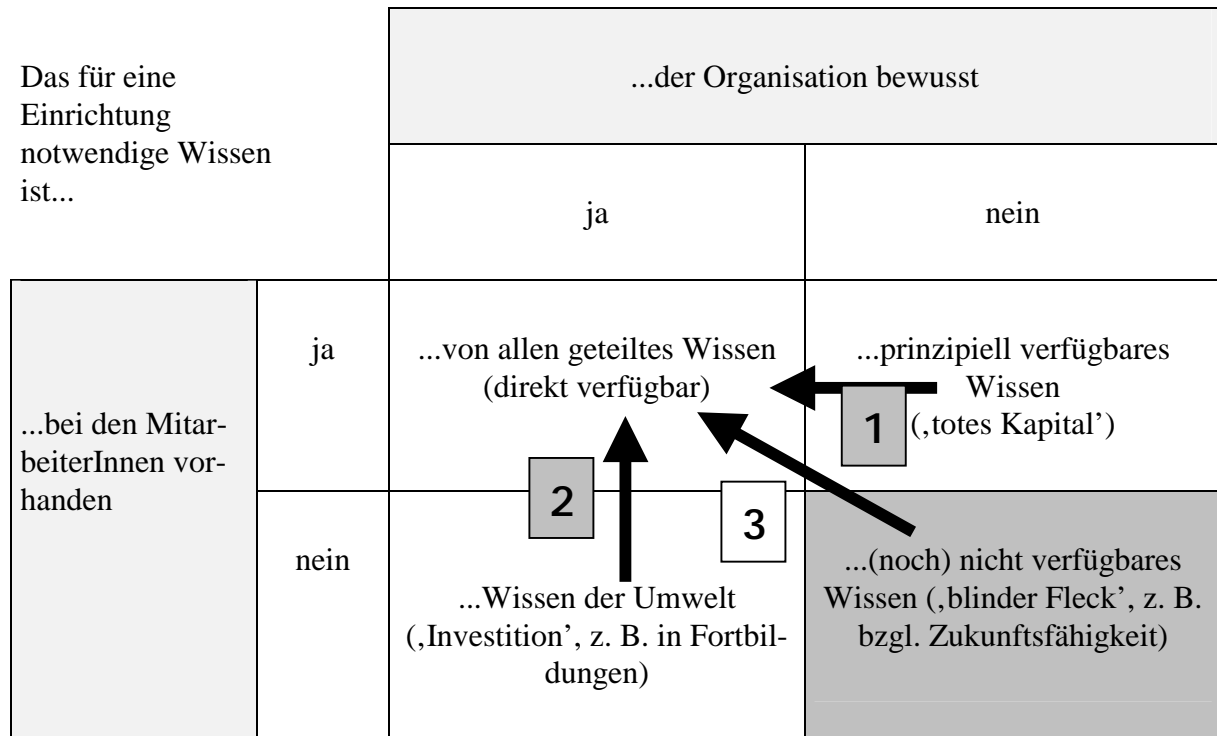 Das für eine
Einrichtung
notwendige Wissen
ist...
...der Organisation bewusst
ja
nein
...bei den Mitar-
beiterInnen vor-
handen
ja
...von allen geteiltes Wissen
(direkt verfügbar)
...prinzipiell verfügbares
Wissen
(‚totes Kapital’)
1
2
3
nein
...Wissen der Umwelt
(‚Investition’, z. B. in Fortbil-
dungen)
...(noch) nicht verfügbares
Wissen (‚blinder Fleck’, z. B.
bzgl. Zukunftsfähigkeit)